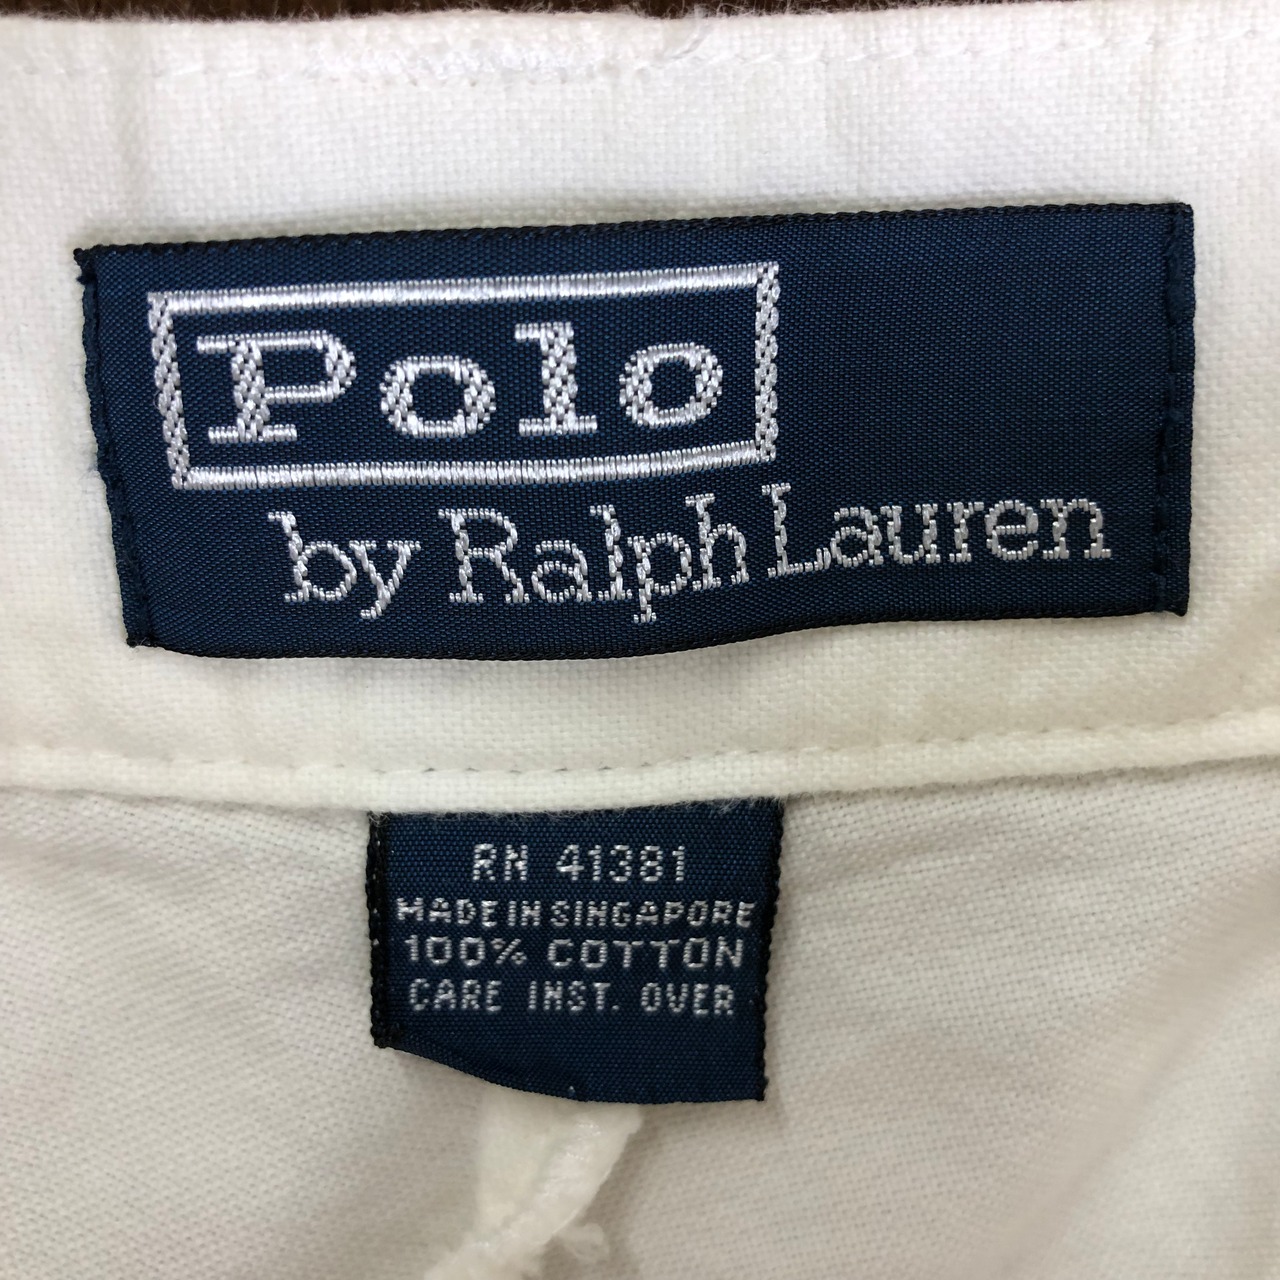 Polo
by Ralph Lauren
RN 41381
MADE IN SINGAPORE
100% COTTON
CARE INST. OVER